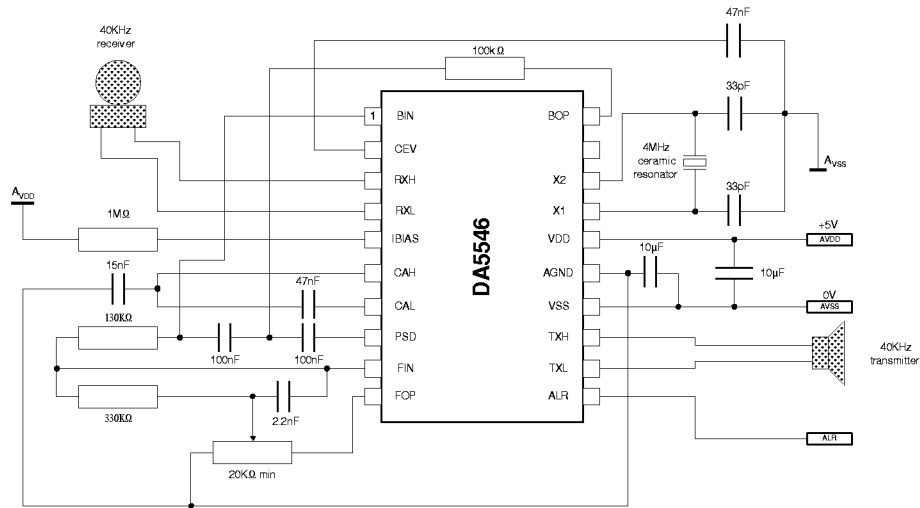 40KHz
receiver
100kΩ
47nF
33pF
1
BIN
BOP
CEV
4MHz
ceramic
resonator
AVSS
RXH
X2
33pF
AVDD
1MΩ
RXL
X1
IBIAS
VDD
+5V
AVDD
DA5546
15nF
CAH
AGND
10µF
10µF
47nF
CAL
VSS
0V
AVSS
130KΩ
100nF
100nF
PSD
TXH
40KHz
transmitter
FIN
TXL
330KΩ
2.2nF
FOP
ALR
ALR
20KΩ min